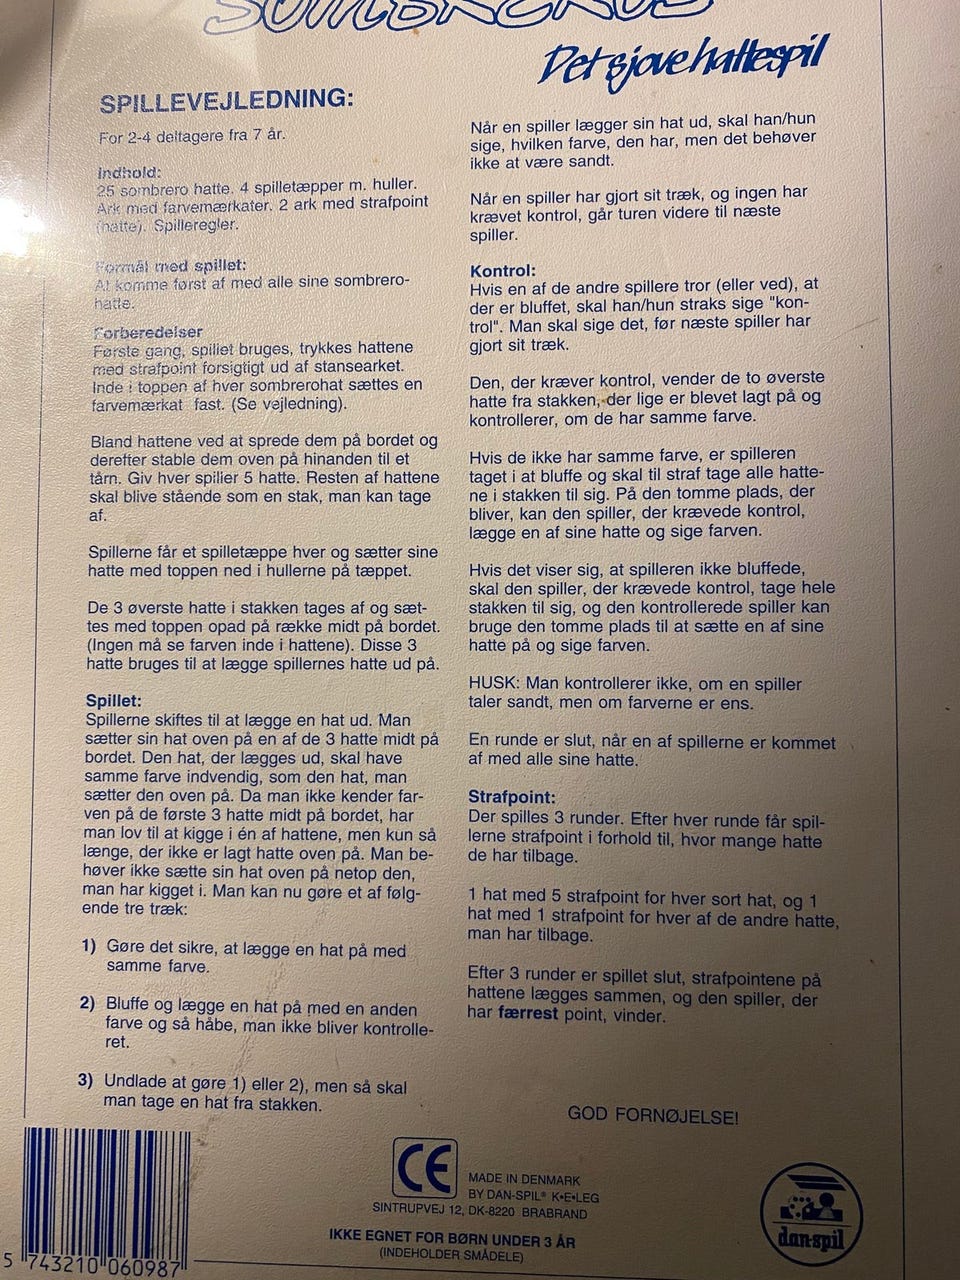 Det sjove hattespil
SPILLEVEJLEDNING:
For 2-4 deltagere fra 7 år.
Indhold:
25 sombrero hatte. 4 spilletæpper m. huller.
Ark med farvemærkater. 2 ark med strafpoint
(hatte). Spilleregler.
Formål med spillet:
At komme først af med alle sine sombrero-
hatte.
Forberedelser
Første gang, spillet bruges, trykkes hattene
med strafpoint forsigtigt ud af stansearket.
Inde i toppen af hver sombrerohat sættes en
farvemærkat fast. (Se vejledning).
Bland hattene ved at sprede dem på bordet og
derefter stable dem oven på hinanden til et
tårn. Giv hver spiller 5 hatte. Resten af hattene
skal blive stående som en stak, man kan tage
af.
Spillerne får et spilletæppe hver og sætter sine
hatte med toppen ned i hullerne på tæppet.
De 3 øverste hatte i stakken tages af og sæt-
tes med toppen opad på række midt på bordet.
(Ingen må se farven inde i hattene). Disse 3
hatte bruges til at lægge spillernes hatte ud på.
Spillet:
Spillerne skiftes til at lægge en hat ud. Man
sætter sin hat oven på en af de 3 hatte midt på
bordet. Den hat, der lægges ud, skal have
samme farve indvendig, som den hat, man
sætter den oven på. Da man ikke kender far-
ven på de første 3 hatte midt på bordet, har
man lov til at kigge i én af hattene, men kun så
længe, der ikke er lagt hatte oven på. Man be-
høver ikke sætte sin hat oven på netop den,
man har kigget i. Man kan nu gøre et af følg-
ende tre træk:
1) Gøre det sikre, at lægge en hat på med
samme farve.
2) Bluffe og lægge en hat på med en anden
farve og så håbe, man ikke bliver kontrolle-
ret.
3) Undlade at gøre 1) eller 2), men så skal
man tage en hat fra stakken.
Når en spiller lægger sin hat ud, skal han/hun
sige, hvilken farve, den har, men det behøver
ikke at være sandt.
Når en spiller har gjort sit træk, og ingen har
krævet kontrol, går turen videre til næste
spiller.
Kontrol:
Hvis en af de andre spillere tror (eller ved), at
der er bluffet, skal han/hun straks sige "kon-
trol". Man skal sige det, før næste spiller har
gjort sit træk.
Den, der kræver kontrol, vender de to øverste
hatte fra stakken, der lige er blevet lagt på og
kontrollerer, om de har samme farve.
Hvis de ikke har samme farve, er spilleren
taget i at bluffe og skal til straf tage alle hatte-
ne i stakken til sig. På den tomme plads, der
bliver, kan den spiller, der krævede kontrol,
lægge en af sine hatte og sige farven.
Hvis det viser sig, at spilleren ikke bluffede,
skal den spiller, der krævede kontrol, tage hele
stakken til sig, og den kontrollerede spiller kan
bruge den tomme plads til at sætte en af sine
hatte på og sige farven.
HUSK: Man kontrollerer ikke, om en spiller
taler sandt, men om farverne er ens.
En runde er slut, når en af spillerne er kommet
af med alle sine hatte.
Strafpoint:
Der spilles 3 runder. Efter hver runde får spil-
lerne strafpoint i forhold til, hvor mange hatte
de har tilbage.
1 hat med 5 strafpoint for hver sort hat, og 1
hat med 1 strafpoint for hver af de andre hatte,
man har tilbage.
Efter 3 runder er spillet slut, strafpointene på
hattene lægges sammen, og den spiller, der
har færrest point, vinder.
GOD FORNØJELSE!
CE
MADE IN DENMARK
BY DAN-SPIL® K•E•LEG
SINTRUPVEJ 12, DK-8220 BRABRAND
IKKE EGNET FOR BØRN UNDER 3 ÅR
(INDEHOLDER SMÅDELE)
dan-spil
5 743210 060987